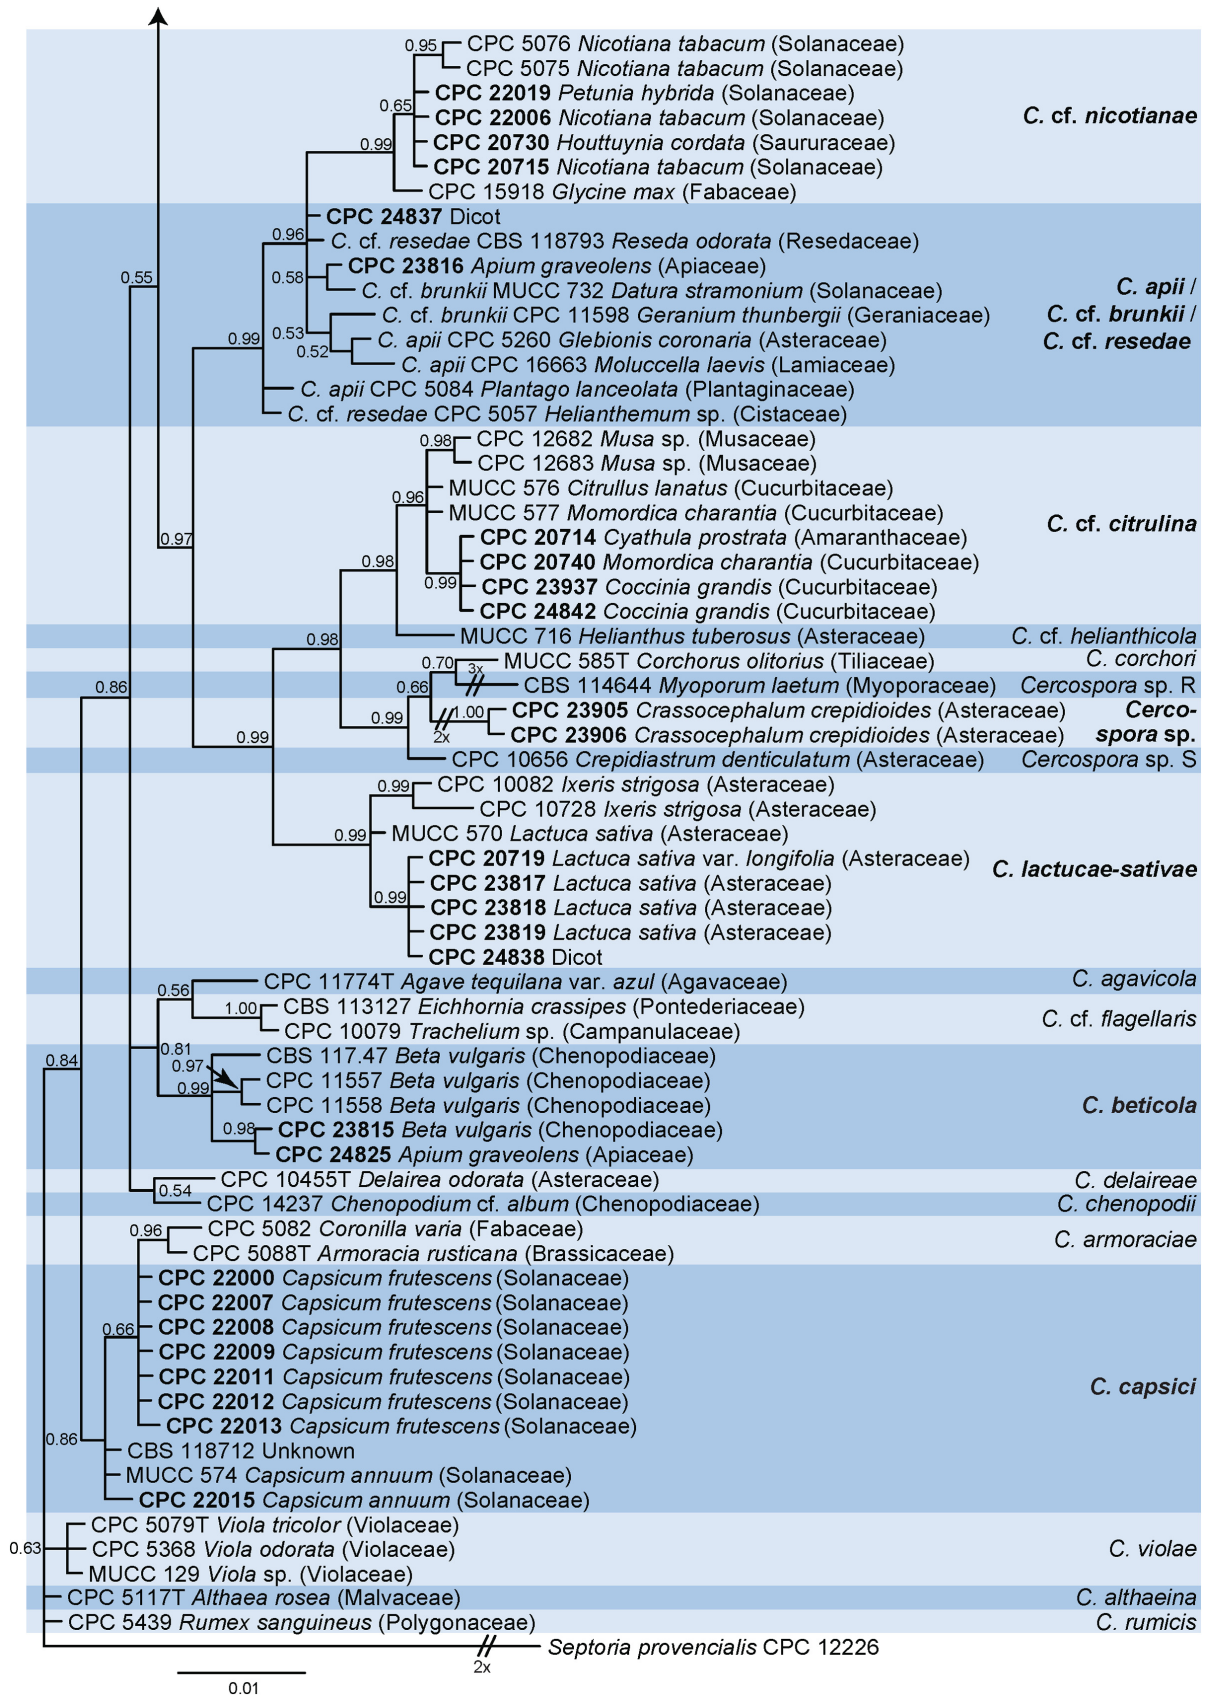 0.95 CPC 5076 Nicotiana tabacum (Solanaceae)
CPC 5075 Nicotiana tabacum (Solanaceae)
0.65 CPC 22019 Petunia hybrida (Solanaceae)
CPC 22006 Nicotiana tabacum (Solanaceae) C. cf. nicotianae
0.99 CPC 20730 Houttuynia cordata (Saururaceae)
CPC 20715 Nicotiana tabacum (Solanaceae)
CPC 15918 Glycine max (Fabaceae)
CPC 24837 Dicot
0.96 C. cf. resedae CBS 118793 Reseda odorata (Resedaceae)
CPC 23816 Apium graveolens (Apiaceae)
0.55 0.58 C. cf. brunkii MUCC 732 Datura stramonium (Solanaceae) C. apii /
C. cf. brunkii CPC 11598 Geranium thunbergii (Geraniaceae) C. cf. brunkii /
0.99 0.53 C. apii CPC 5260 Glebionis coronaria (Asteraceae) C. cf. resedae
0.52 C. apii CPC 16663 Moluccella laevis (Lamiaceae)
C. apii CPC 5084 Plantago lanceolata (Plantaginaceae)
C. cf. resedae CPC 5057 Helianthemum sp. (Cistaceae)
0.98 CPC 12682 Musa sp. (Musaceae)
CPC 12683 Musa sp. (Musaceae)
0.96 MUCC 576 Citrullus lanatus (Cucurbitaceae)
MUCC 577 Momordica charantia (Cucurbitaceae) C. cf. citrulina
0.97 CPC 20714 Cyathula prostrata (Amaranthaceae)
0.98 CPC 20740 Momordica charantia (Cucurbitaceae)
0.99 CPC 23937 Coccinia grandis (Cucurbitaceae)
CPC 24842 Coccinia grandis (Cucurbitaceae)
0.98 MUCC 716 Helianthus tuberosus (Asteraceae) C. cf. helianthicola
0.70 MUCC 585T Corchorus olitorius (Tiliaceae) C. corchori
0.86 0.66 3x CBS 114644 Myoporum laetum (Myoporaceae) Cercospora sp. R
0.99 1.00 CPC 23905 Crassocephalum crepidioides (Asteraceae) Cerco-
0.99 2x CPC 23906 Crassocephalum crepidioides (Asteraceae) spora sp.
CPC 10656 Crepidiastrum denticulatum (Asteraceae) Cercospora sp. S
0.99 CPC 10082 Ixeris strigosa (Asteraceae)
CPC 10728 Ixeris strigosa (Asteraceae)
0.99 MUCC 570 Lactuca sativa (Asteraceae)
CPC 20719 Lactuca sativa var. longifolia (Asteraceae) C. lactucae-sativae
CPC 23817 Lactuca sativa (Asteraceae)
0.99 CPC 23818 Lactuca sativa (Asteraceae)
CPC 23819 Lactuca sativa (Asteraceae)
CPC 24838 Dicot
0.56 CPC 11774T Agave tequilana var. azul (Agavaceae) C. agavicola
1.00 CBS 113127 Eichhornia crassipes (Pontederiaceae) C. cf. flagellaris
CPC 10079 Trachelium sp. (Campanulaceae)
0.84 0.81 CBS 117.47 Beta vulgaris (Chenopodiaceae)
0.97 CPC 11557 Beta vulgaris (Chenopodiaceae)
0.99 CPC 11558 Beta vulgaris (Chenopodiaceae) C. beticola
0.98 CPC 23815 Beta vulgaris (Chenopodiaceae)
CPC 24825 Apium graveolens (Apiaceae)
CPC 10455T Delairea odorata (Asteraceae) C. delaireae
0.54 CPC 14237 Chenopodium cf. album (Chenopodiaceae) C. chenopodii
0.96 CPC 5082 Coronilla varia (Fabaceae) C. armoraciae
CPC 5088T Armoracia rusticana (Brassicaceae)
CPC 22000 Capsicum frutescens (Solanaceae)
CPC 22007 Capsicum frutescens (Solanaceae)
0.66 CPC 22008 Capsicum frutescens (Solanaceae)
CPC 22009 Capsicum frutescens (Solanaceae)
CPC 22011 Capsicum frutescens (Solanaceae) C. capsici
CPC 22012 Capsicum frutescens (Solanaceae)
CPC 22013 Capsicum frutescens (Solanaceae)
0.86 CBS 118712 Unknown
MUCC 574 Capsicum annuum (Solanaceae)
CPC 22015 Capsicum annuum (Solanaceae)
CPC 5079T Viola tricolor (Violaceae)
0.63 CPC 5368 Viola odorata (Violaceae) C. violae
MUCC 129 Viola sp. (Violaceae)
CPC 5117T Althaea rosea (Malvaceae) C. althaeina
CPC 5439 Rumex sanguineus (Polygonaceae) C. rumicis
Septoria provencialis CPC 12226
2x
0.01